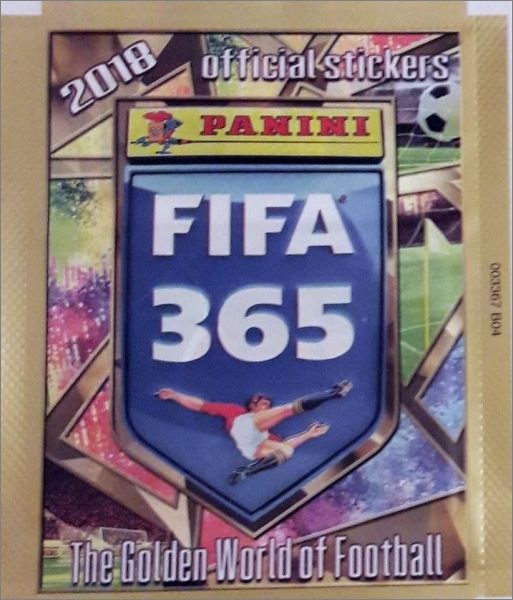 2018
official stickers
PANINI
FIFA
365
003367 B04
The Golden World of Football